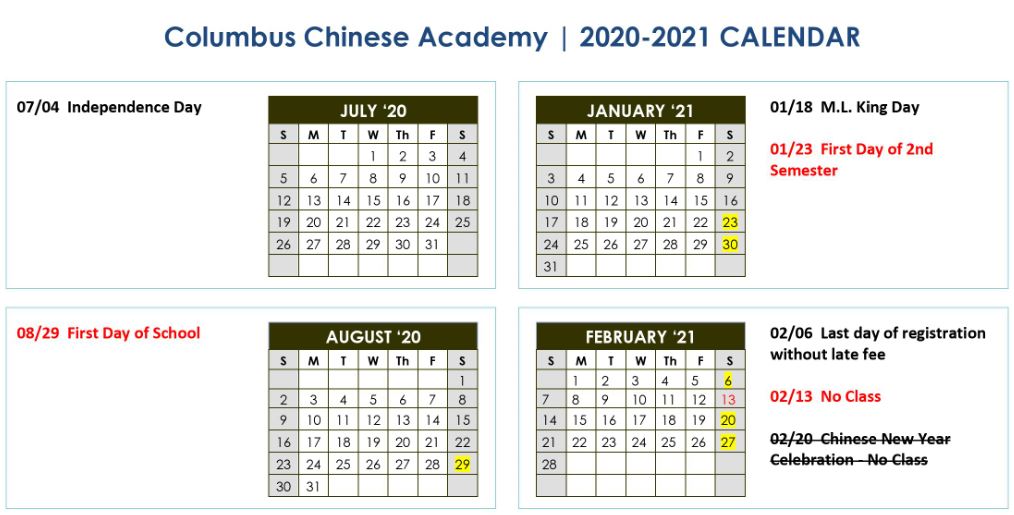 Columbus Chinese Academy | 2020-2021 CALENDAR
07/04 Independence Day
JULY ‘20
S M T W Th F S
1 2 3 4
5 6 7 8 9 10 11
12 13 14 15 16 17 18
19 20 21 22 23 24 25
26 27 28 29 30 31
JANUARY ‘21
S M T W Th F S
1 2
3 4 5 6 7 8 9
10 11 12 13 14 15 16
17 18 19 20 21 22 23
24 25 26 27 28 29 30
31
01/18 M.L. King Day
01/23 First Day of 2nd
Semester
08/29 First Day of School
AUGUST ‘20
S M T W Th F S
1
2 3 4 5 6 7 8
9 10 11 12 13 14 15
16 17 18 19 20 21 22
23 24 25 26 27 28 29
30 31
FEBRUARY ‘21
S M T W Th F S
1 2 3 4 5 6
7 8 9 10 11 12 13
14 15 16 17 18 19 20
21 22 23 24 25 26 27
28
02/06 Last day of registration
without late fee
02/13 No Class
02/20 Chinese New Year
Celebration - No Class